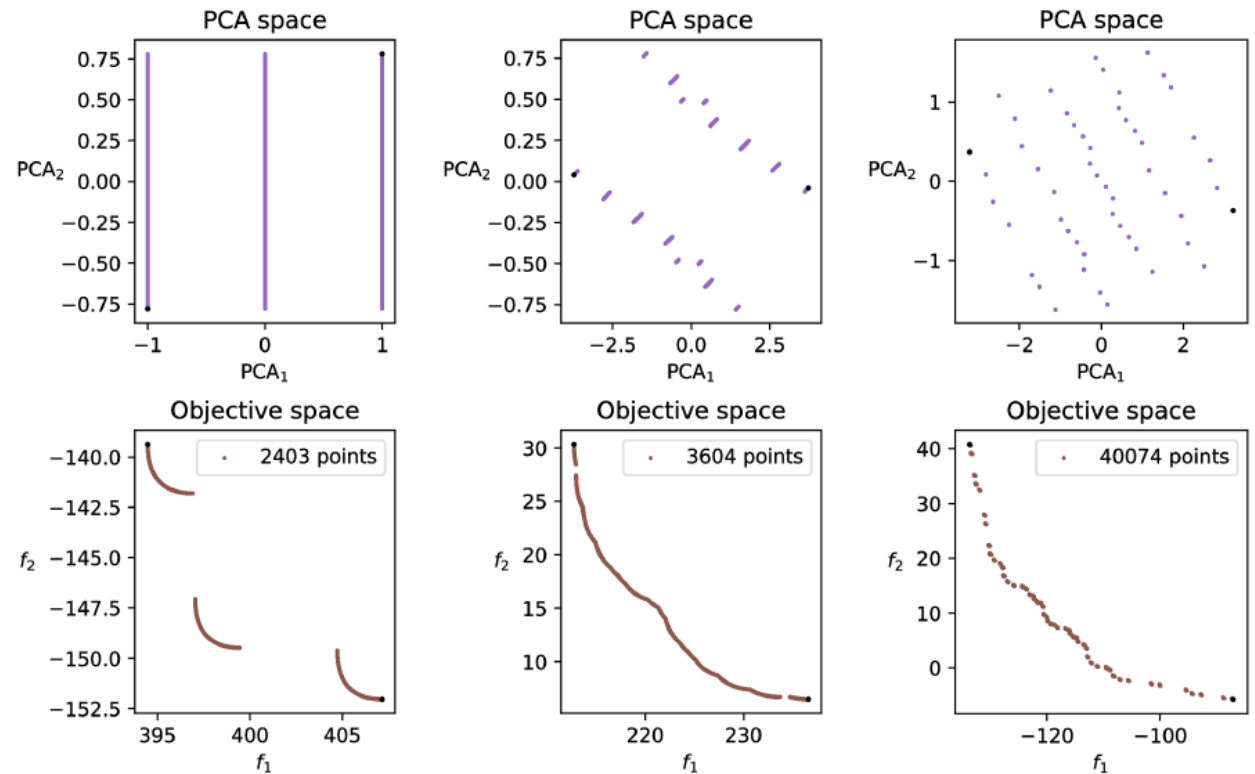 PCA space
0.75
0.50
0.25
PCA₂
0.00
−0.25
−0.50
−0.75
−1
0
1
PCA₁
PCA space
0.75
0.50
0.25
PCA₂
0.00
−0.25
−0.50
−0.75
−2.5
0.0
2.5
PCA₁
PCA space
1
PCA₂
0
−1
−2
0
2
PCA₁
Objective space
2403 points
−140.0
−142.5
f₂
−145.0
−147.5
−150.0
−152.5
395
400
405
f₁
Objective space
3604 points
30
25
f₂
20
15
10
220
230
f₁
Objective space
40074 points
40
30
f₂
20
10
0
−120
−100
f₁